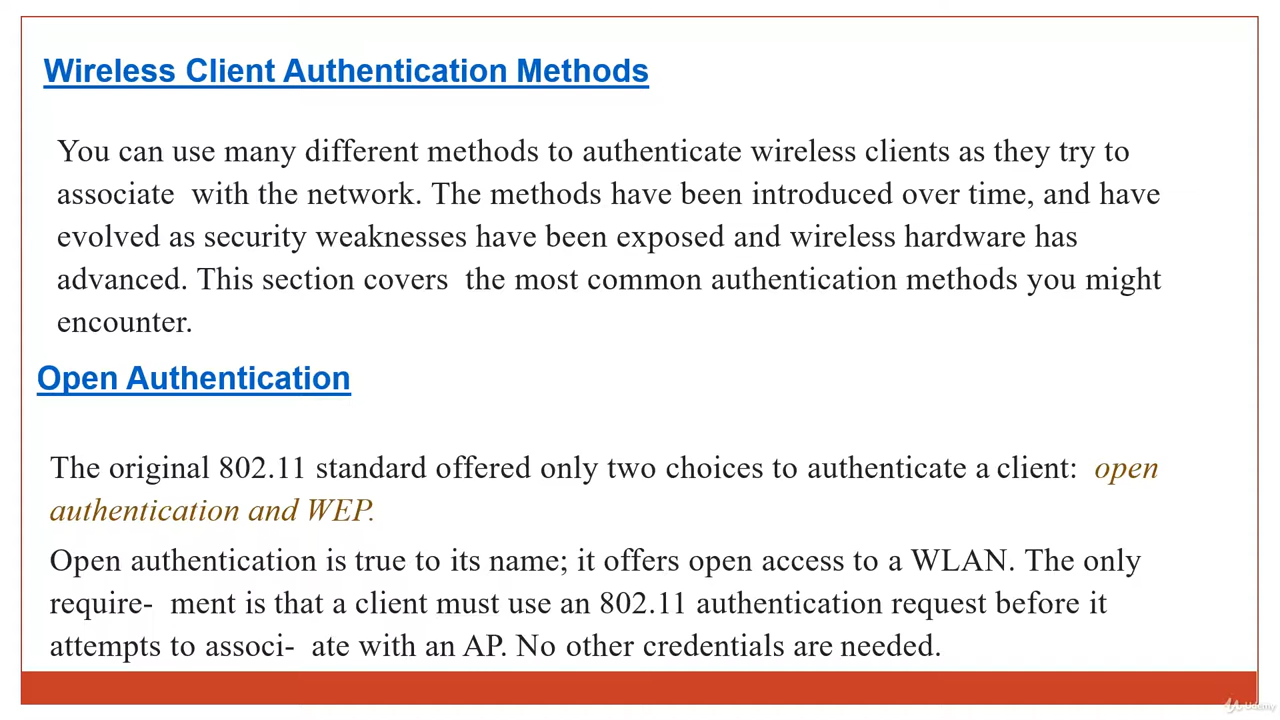 Wireless Client Authentication Methods
You can use many different methods to authenticate wireless clients as they try to
associate with the network. The methods have been introduced over time, and have
evolved as security weaknesses have been exposed and wireless hardware has
advanced. This section covers the most common authentication methods you might
encounter.
Open Authentication
The original 802.11 standard offered only two choices to authenticate a client: open
authentication and WEP.
Open authentication is true to its name; it offers open access to a WLAN. The only
require- ment is that a client must use an 802.11 authentication request before it
attempts to associ- ate with an AP. No other credentials are needed.
Udemy